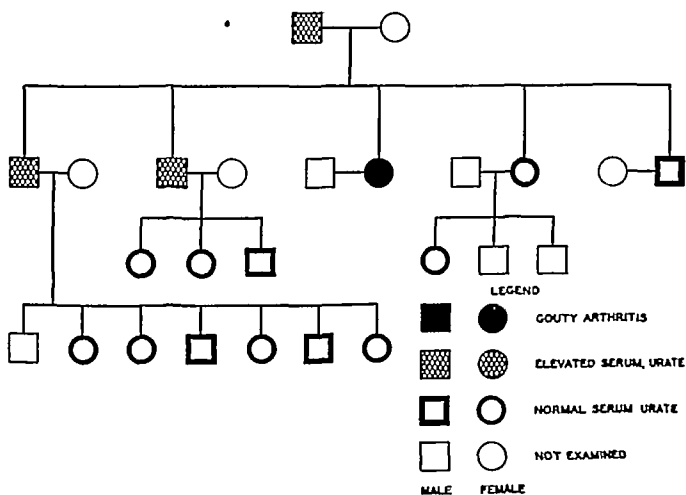 LEGEND
GOUTY ARTHRITIS
ELEVATED SERUM, URATE
NORMAL SERUM URATE
NOT EXAMINED
MALE FEMALE